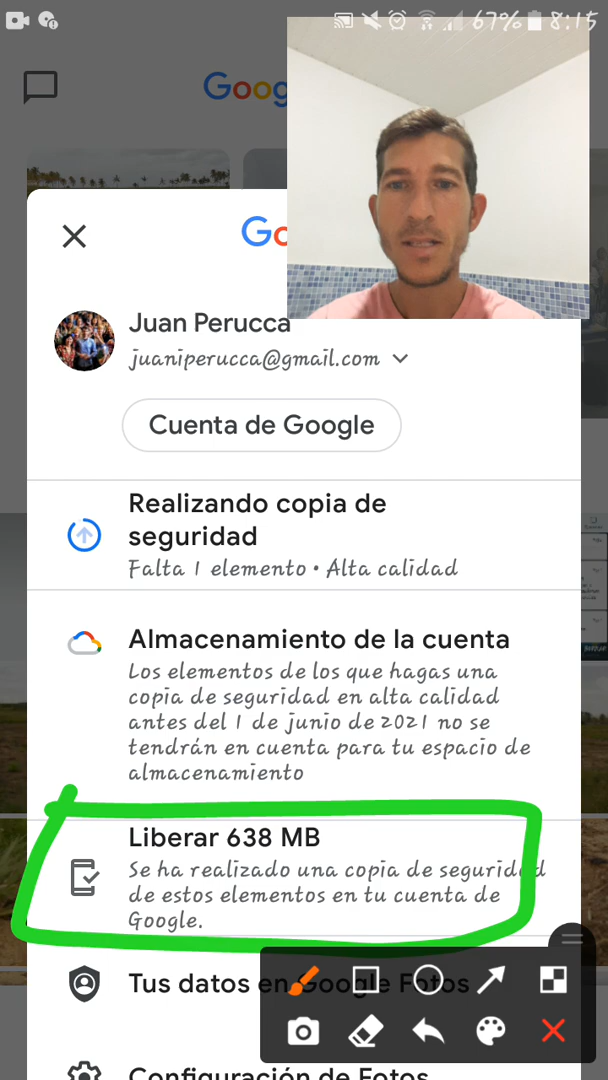 67% 8:15
Goog
Go
Juan Perucca
juaniperucca@gmail.com
Cuenta de Google
Realizando copia de
seguridad
Falta 1 elemento • Alta calidad
Almacenamiento de la cuenta
Los elementos de los que hagas una
copia de seguridad en alta calidad
antes del 1 de junio de 2021 no se
tendrán en cuenta para tu espacio de
almacenamiento
Liberar 638 MB
Se ha realizado una copia de seguridad
de estos elementos en tu cuenta de
Google.
Tus datos en Google Fotos
Configuración de Fotos